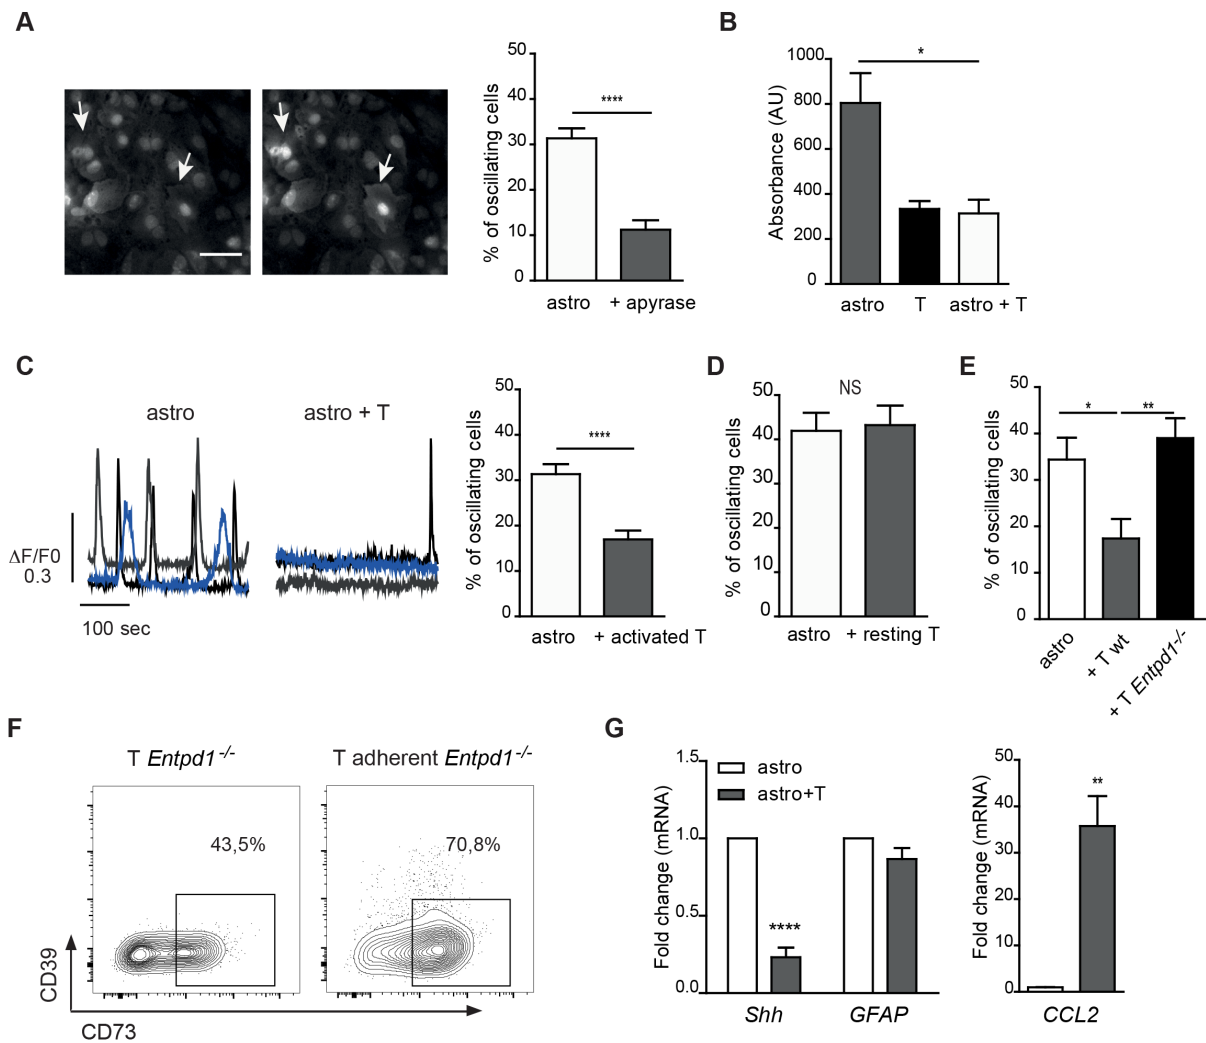 A
50
40
30
20
10
0
% of oscillating cells
****
astro
+ apyrase
B
1000
800
600
400
200
0
Absorbance (AU)
*
astro
T
astro + T
C
astro
astro + T
ΔF/F0
0.3
100 sec
50
40
30
20
10
0
% of oscillating cells
****
astro
+ activated T
D
50
40
30
20
10
0
% of oscillating cells
NS
astro
+ resting T
E
50
40
30
20
10
0
% of oscillating cells
*
**
astro
+ T wt
+ T Entpd1-/-
F
T Entpd1 -/-
T adherent Entpd1 -/-
43,5%
70,8%
CD39
CD73
G
1.5
1.0
0.5
0.0
Fold change (mRNA)
astro
astro+T
****
Shh
GFAP
50
40
30
20
10
0
Fold change (mRNA)
**
CCL2